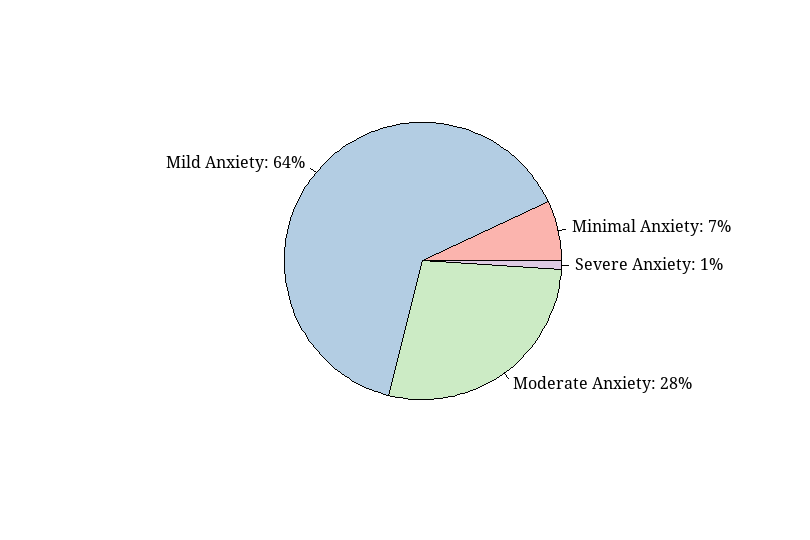 Mild Anxiety: 64%
Minimal Anxiety: 7%
Severe Anxiety: 1%
Moderate Anxiety: 28%